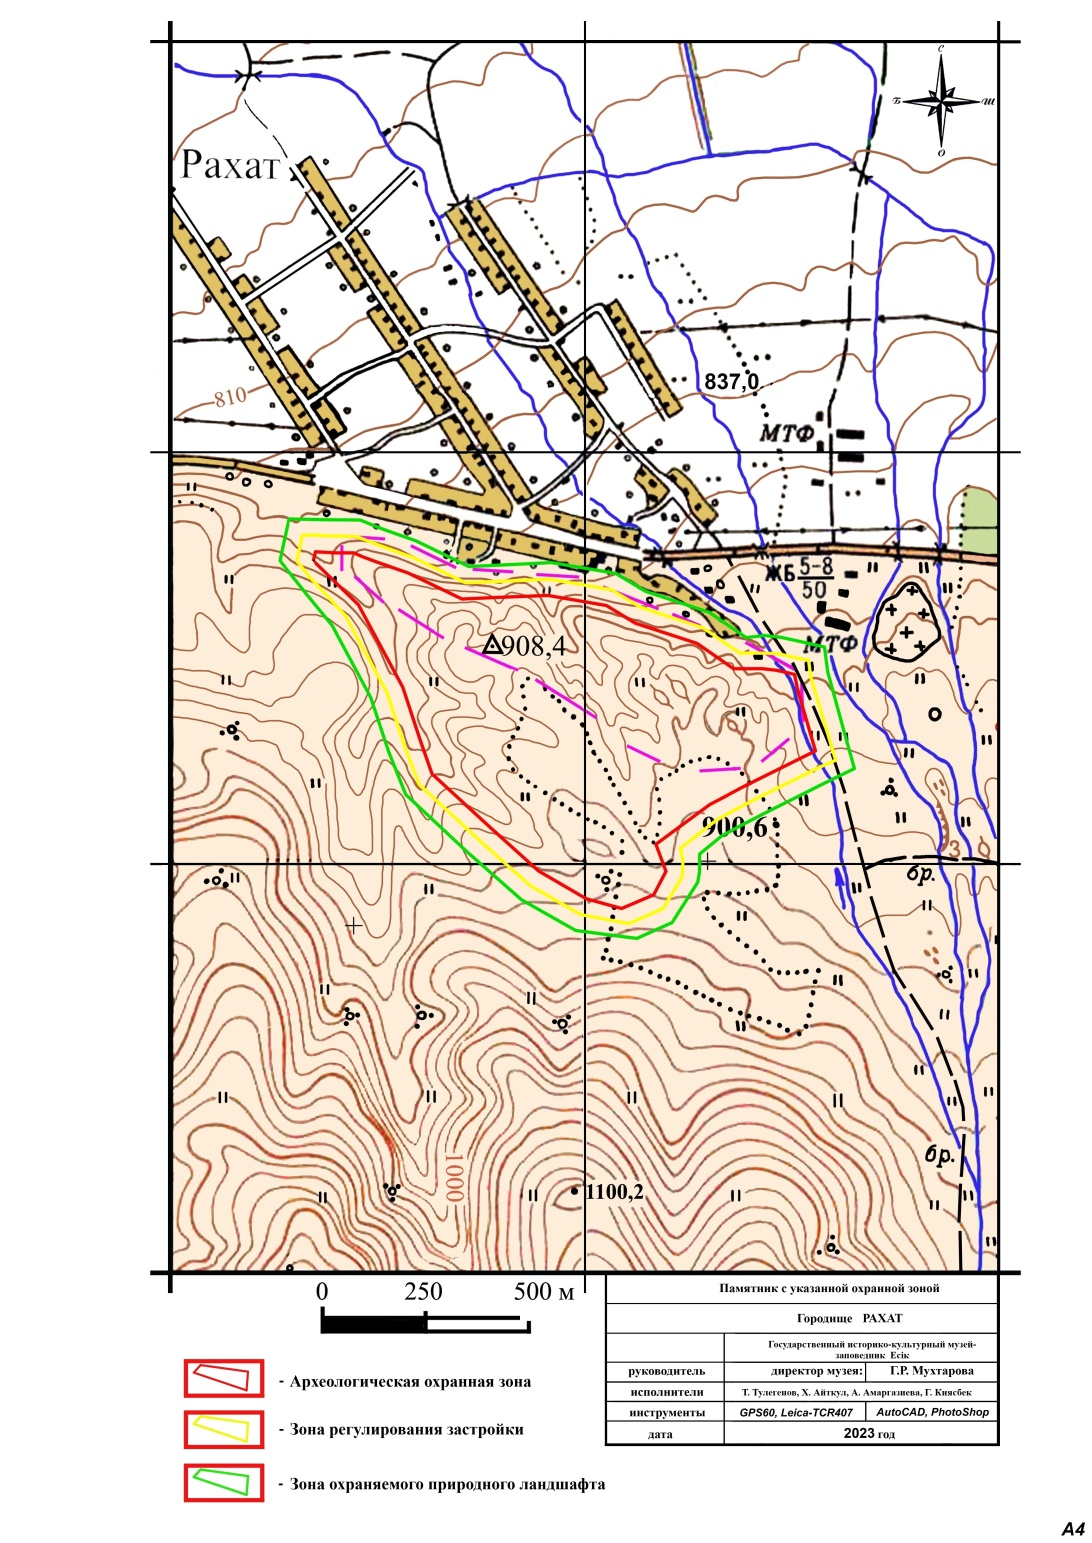 С
Б
Ш
О
Рахат
810
837,0
МТФ
ЖБ 5-8
50
МТФ
908,4
900,6
3
бр.
бр.
1000
1100,2
0 250 500 м
- Археологическая охранная зона
- Зона регулирования застройки
- Зона охраняемого природного ландшафта
Памятник с указанной охранной зоной
Городище РАХАТ
Государственный историко-культурный музей-
заповедник Есік
руководитель директор музея: Г.Р. Мухтарова
исполнители Т. Тулегенов, Х. Айткул, А. Амаргазиева, Г. Киясбек
инструменты GPS60, Leica-TCR407 AutoCAD, PhotoShop
дата 2023 год
A4